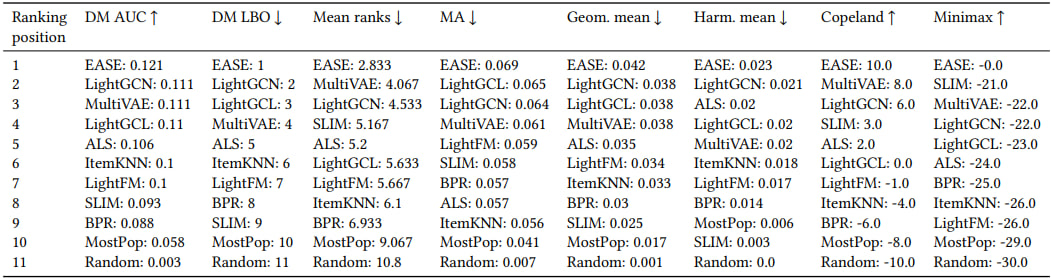 Ranking position DM AUC ↑ DM LBO ↓ Mean ranks ↓ MA ↓ Geom. mean ↓ Harm. mean ↓ Copeland ↑ Minimax ↑
1 EASE: 0.121 EASE: 1 EASE: 2.833 EASE: 0.069 EASE: 0.042 EASE: 0.023 EASE: 10.0 EASE: -0.0
2 LightGCN: 0.111 LightGCN: 2 MultiVAE: 4.067 LightGCL: 0.065 LightGCN: 0.038 LightGCN: 0.021 MultiVAE: 8.0 SLIM: -21.0
3 MultiVAE: 0.111 LightGCL: 3 LightGCN: 4.533 LightGCN: 0.064 LightGCL: 0.038 ALS: 0.02 LightGCN: 6.0 MultiVAE: -22.0
4 LightGCL: 0.11 MultiVAE: 4 SLIM: 5.167 MultiVAE: 0.061 MultiVAE: 0.038 LightGCL: 0.02 SLIM: 3.0 LightGCN: -22.0
5 ALS: 0.106 ALS: 5 ALS: 5.2 LightFM: 0.059 ALS: 0.035 MultiVAE: 0.02 ALS: 2.0 LightGCL: -23.0
6 ItemKNN: 0.1 ItemKNN: 6 LightGCL: 5.633 SLIM: 0.058 LightFM: 0.034 ItemKNN: 0.018 LightGCL: 0.0 ALS: -24.0
7 LightFM: 0.1 LightFM: 7 LightFM: 5.667 BPR: 0.057 ItemKNN: 0.033 LightFM: 0.017 LightFM: -1.0 BPR: -25.0
8 SLIM: 0.093 BPR: 8 ItemKNN: 6.1 ALS: 0.057 BPR: 0.03 BPR: 0.014 ItemKNN: -4.0 ItemKNN: -26.0
9 BPR: 0.088 SLIM: 9 BPR: 6.933 ItemKNN: 0.056 SLIM: 0.025 MostPop: 0.006 BPR: -6.0 LightFM: -26.0
10 MostPop: 0.058 MostPop: 10 MostPop: 9.067 MostPop: 0.041 MostPop: 0.017 SLIM: 0.003 MostPop: -8.0 MostPop: -29.0
11 Random: 0.003 Random: 11 Random: 10.8 Random: 0.007 Random: 0.001 Random: 0.0 Random: -10.0 Random: -30.0